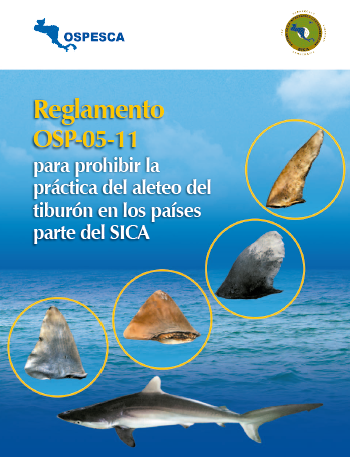 OSPESCA
SICA
Reglamento
OSP-05-11
para prohibir la
práctica del aleteo del
tiburón en los países
parte del SICA